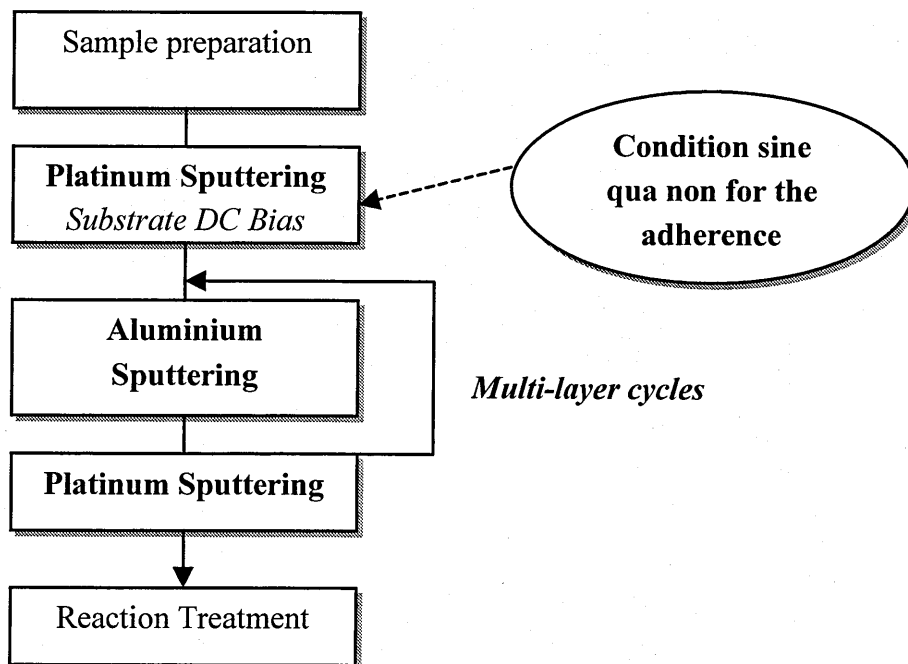 Sample preparation
Platinum Sputtering
Substrate DC Bias
Condition sine
qua non for the
adherence
Aluminium
Sputtering
Multi-layer cycles
Platinum Sputtering
Reaction Treatment